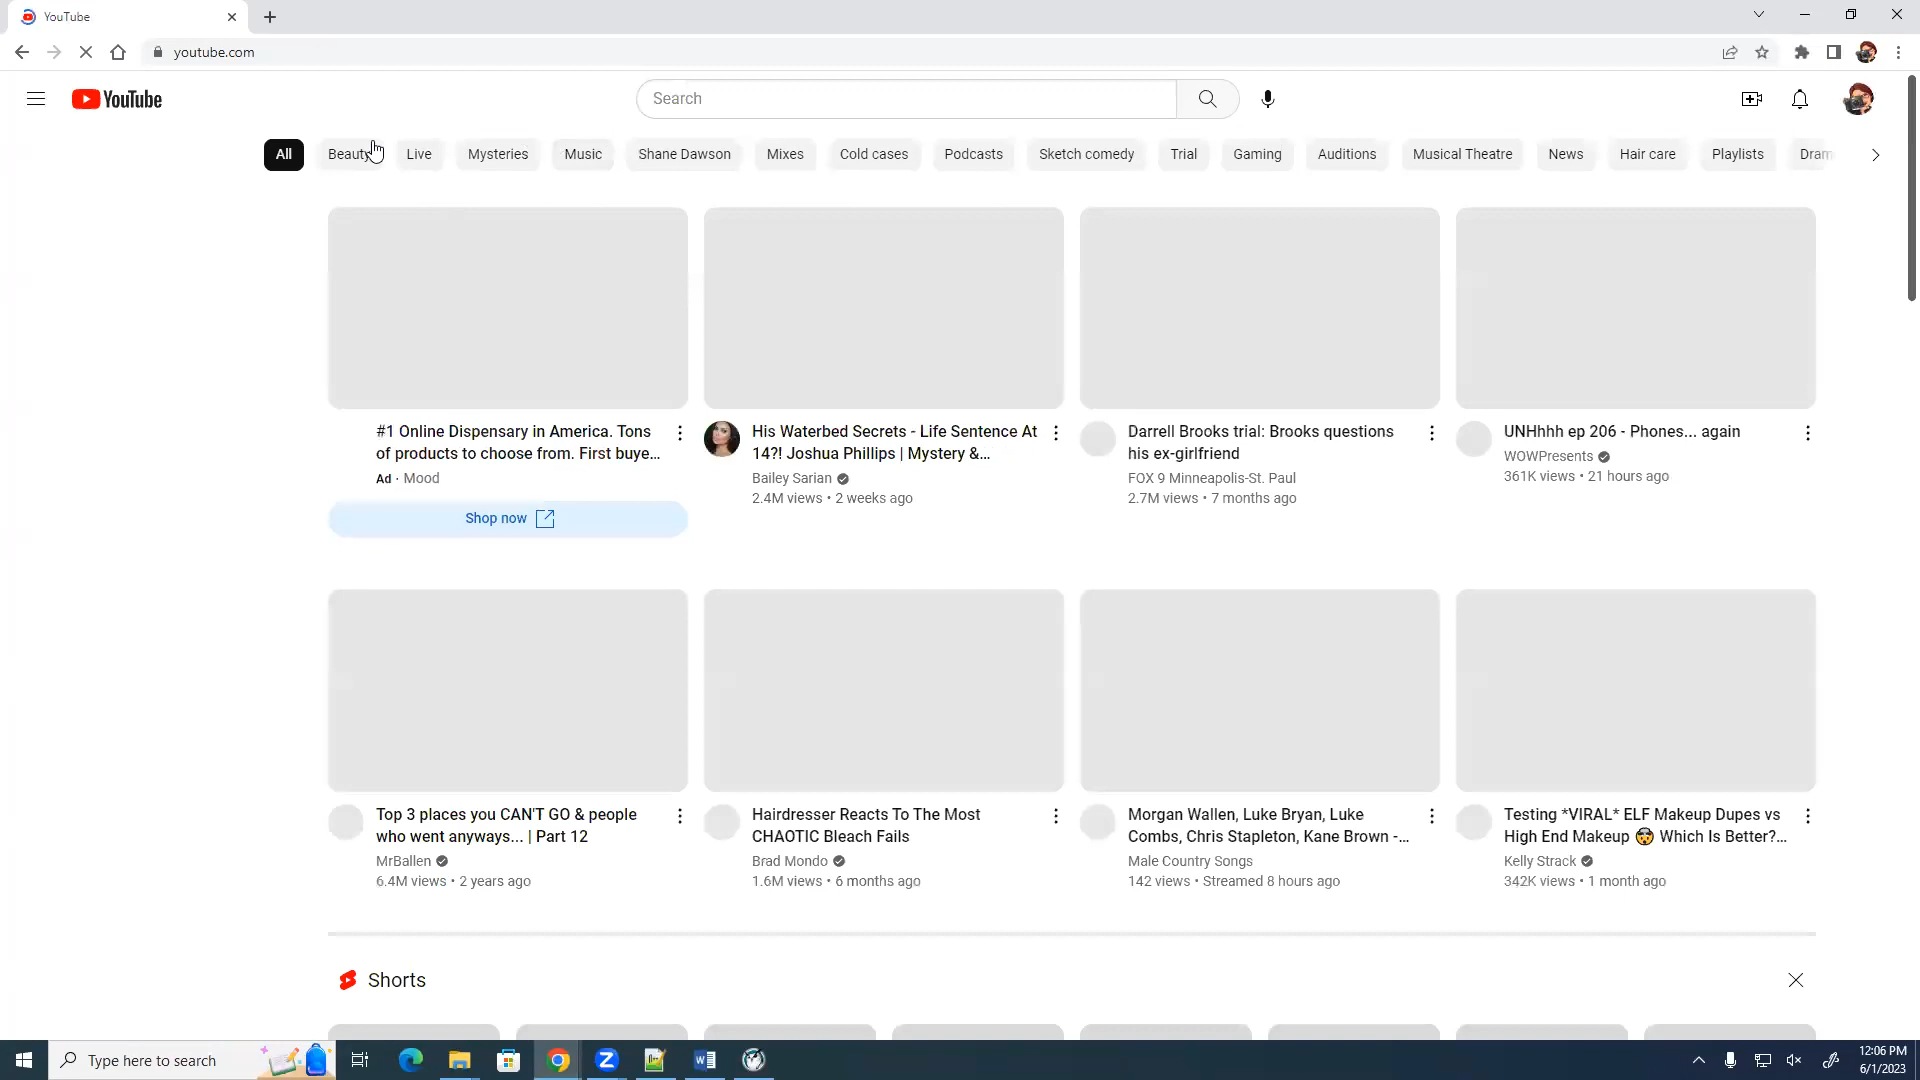 YouTube
youtube.com
YouTube
Search
All
Beauty
Live
Mysteries
Music
Shane Dawson
Mixes
Cold cases
Podcasts
Sketch comedy
Trial
Gaming
Auditions
Musical Theatre
News
Hair care
Playlists
Dram
#1 Online Dispensary in America. Tons
of products to choose from. First buye...
Ad · Mood
Shop now
His Waterbed Secrets - Life Sentence At
14?! Joshua Phillips | Mystery &...
Bailey Sarian
2.4M views • 2 weeks ago
Darrell Brooks trial: Brooks questions
his ex-girlfriend
FOX 9 Minneapolis-St. Paul
2.7M views • 7 months ago
UNHhhh ep 206 - Phones... again
WOWPresents
361K views • 21 hours ago
Top 3 places you CAN'T GO & people
who went anyways... | Part 12
MrBallen
6.4M views • 2 years ago
Hairdresser Reacts To The Most
CHAOTIC Bleach Fails
Brad Mondo
1.6M views • 6 months ago
Morgan Wallen, Luke Bryan, Luke
Combs, Chris Stapleton, Kane Brown -...
Male Country Songs
142 views • Streamed 8 hours ago
Testing *VIRAL* ELF Makeup Dupes vs
High End Makeup 🤯 Which Is Better?...
Kelly Strack
342K views • 1 month ago
Shorts
Type here to search
12:06 PM
6/1/2023